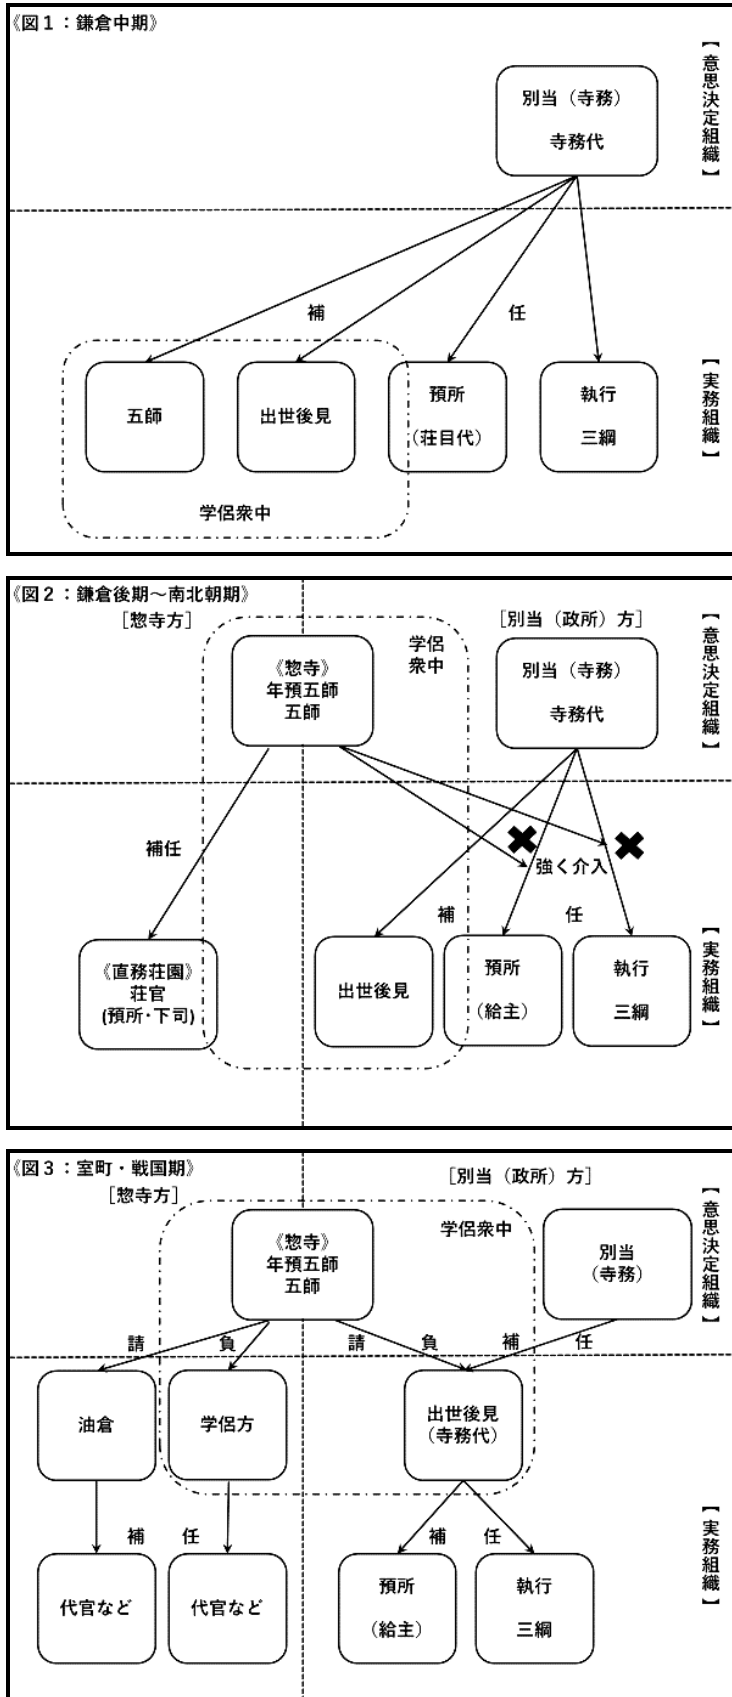 《図１：鎌倉中期》
【意思決定組織】
別当（寺務）
寺務代
補
任
【実務組織】
五師
出世後見
預所
（荘目代）
執行
三綱
学侶衆中
《図２：鎌倉後期～南北朝期》
［惣寺方］
［別当（政所）方］
【意思決定組織】
学侶
衆中
《惣寺》
年預五師
五師
別当（寺務）
寺務代
補任
強く介入
補
任
【実務組織】
《直務荘園》
荘官
(預所･下司)
出世後見
預所
（給主）
執行
三綱
《図３：室町・戦国期》
［惣寺方］
［別当（政所）方］
【意思決定組織】
学侶衆中
《惣寺》
年預五師
五師
別当
（寺務）
請
負
請
負
補
任
油倉
学侶方
出世後見
（寺務代）
【実務組織】
補
任
補
任
代官など
代官など
預所
（給主）
執行
三綱